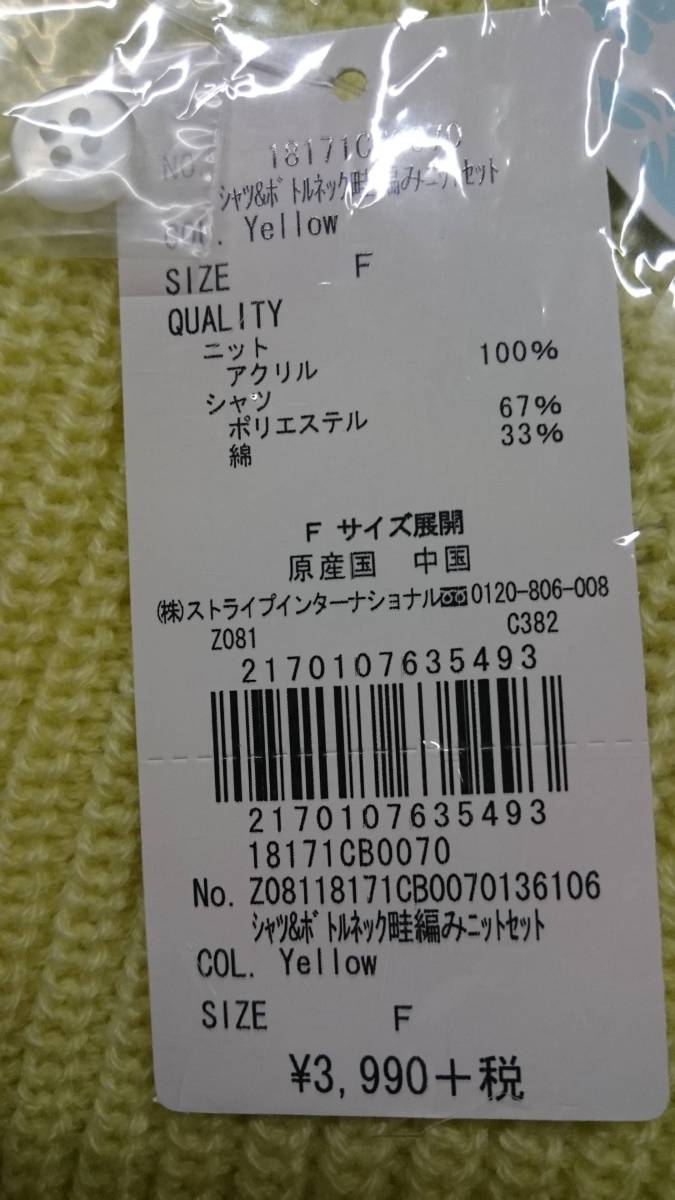 NO. 18171CB0070
シャツ&ボトルネック畦編みニットセット
COL. Yellow
SIZE F
QUALITY
ニット
アクリル 100%
シャツ
ポリエステル 67%
綿 33%
F サイズ展開
原産国 中国
(株)ストライプインターナショナル 0120-806-008
Z081 C382
2170107635493
2170107635493
18171CB0070
No. Z08118171CB0070136106
シャツ&ボトルネック畦編みニットセット
COL. Yellow
SIZE F
¥3,990+税